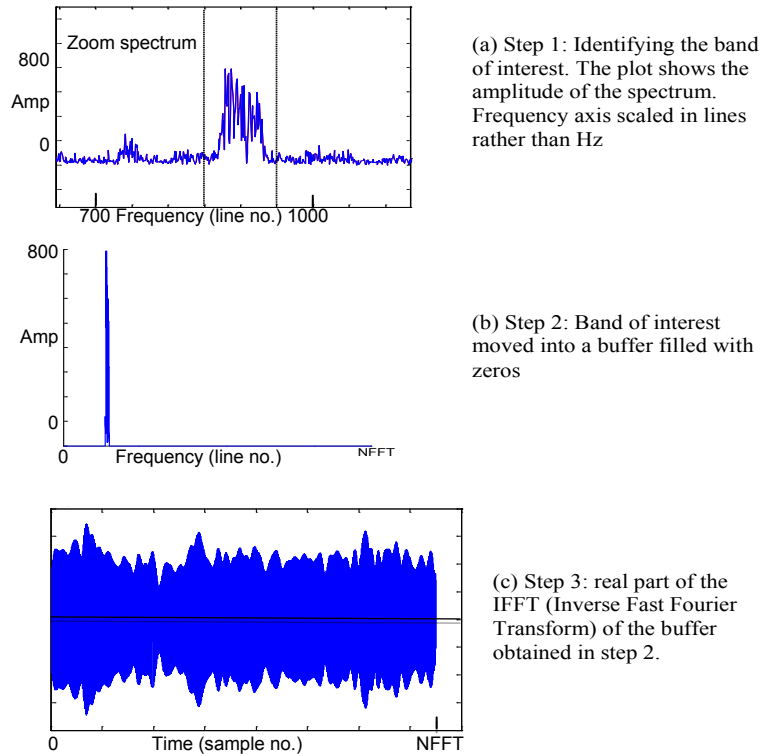 Zoom spectrum
800
Amp
0
700 Frequency (line no.) 1000
(a) Step 1: Identifying the band
of interest. The plot shows the
amplitude of the spectrum.
Frequency axis scaled in lines
rather than Hz
800
Amp
0
0 Frequency (line no.) NFFT
(b) Step 2: Band of interest
moved into a buffer filled with
zeros
0 Time (sample no.) NFFT
(c) Step 3: real part of the
IFFT (Inverse Fast Fourier
Transform) of the buffer
obtained in step 2.